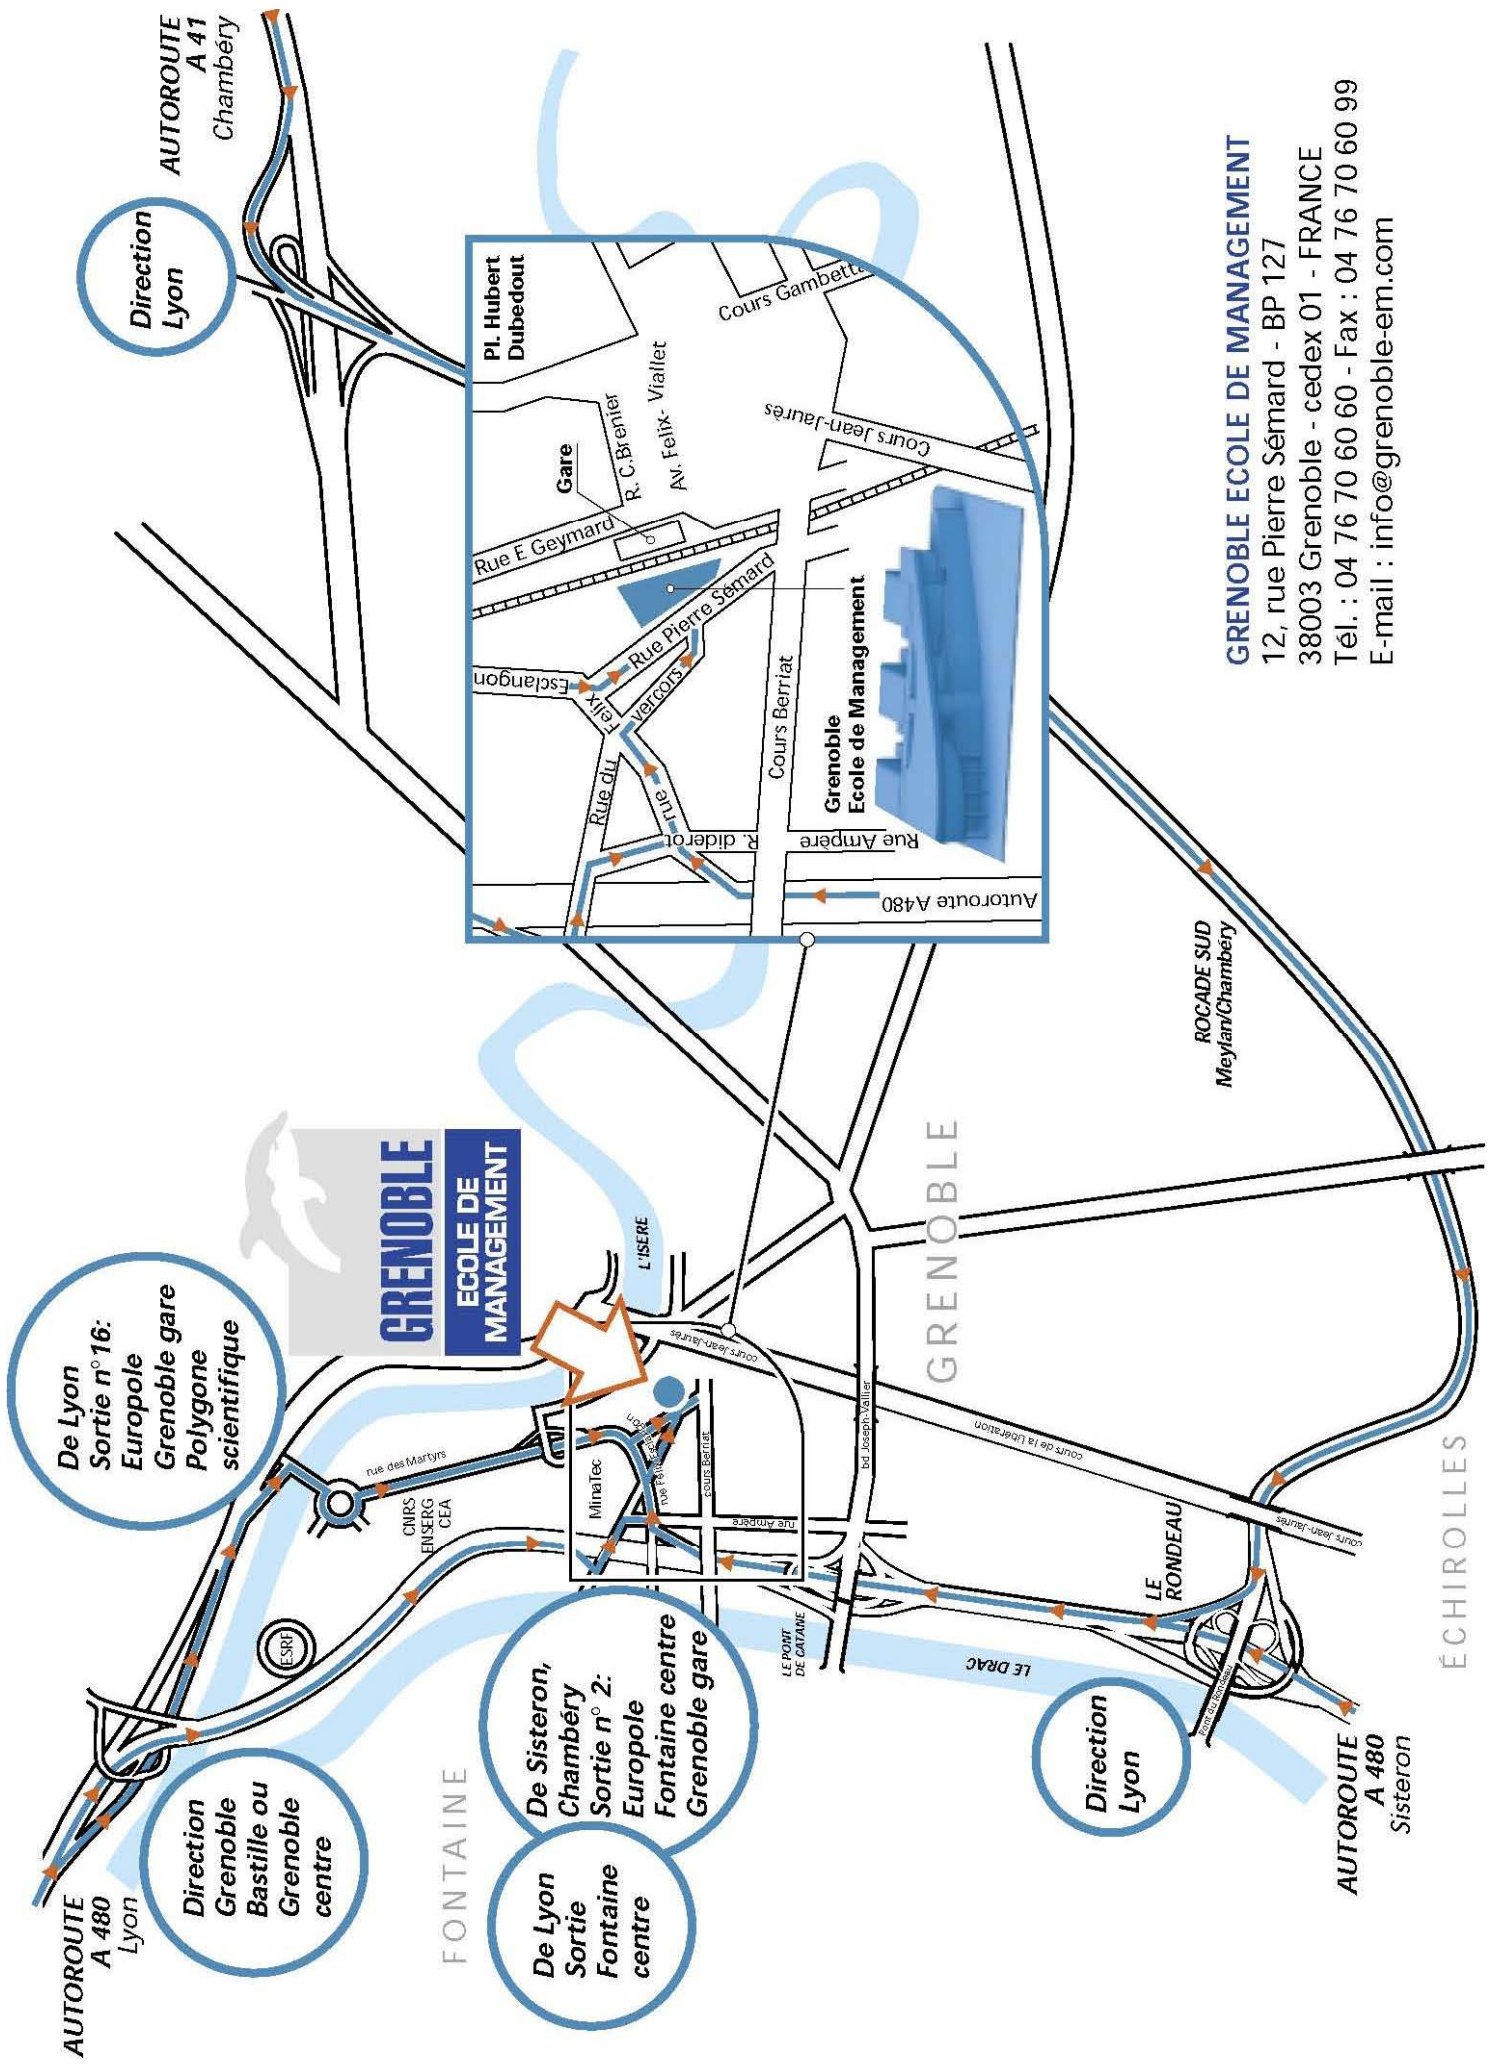 AUTOROUTE
A 480
Lyon
Direction
Grenoble
Bastille ou
Grenoble
centre
De Lyon
Sortie n° 16:
Europole
Grenoble gare
Polygone
scientifique
Direction
Lyon
AUTOROUTE
A 41
Chambéry
ESRF
CNRS
ENSERG
CEA
rue des Martyrs
GRENOBLE
ECOLE DE
MANAGEMENT
L'ISERE
FONTAINE
De Lyon
Sortie
Fontaine
centre
De Sisteron,
Chambéry
Sortie n° 2:
Europole
Fontaine centre
Grenoble gare
MinaTec
cours Berriat
rue Ampère
cours Jean-Jaurès
LE PONT
DE CATANE
bd Joseph-Vallier
LE DRAC
cours de la Libération
GRENOBLE
Pl. Hubert
Dubedout
Rue E Geymard
Gare
R. C.Brenier
Av. Felix- Viallet
Cours Gambetta
Esclangon
Felix
Rue Pierre Sémard
Rue du
vercors
rue
R. diderot
Rue Ampère
Cours Berriat
Cours Jean-Jaurès
Autoroute A480
Grenoble
Ecole de Management
Direction
Lyon
LE
RONDEAU
Pont du Rondeau
cours Jean-Jaurès
AUTOROUTE
A 480
Sisteron
ÉCHIROLLES
ROCADE SUD
Meylan/Chambéry
GRENOBLE ECOLE DE MANAGEMENT
12, rue Pierre Sémard - BP 127
38003 Grenoble - cedex 01 - FRANCE
Tél. : 04 76 70 60 60 - Fax : 04 76 70 60 99
E-mail : info@grenoble-em.com